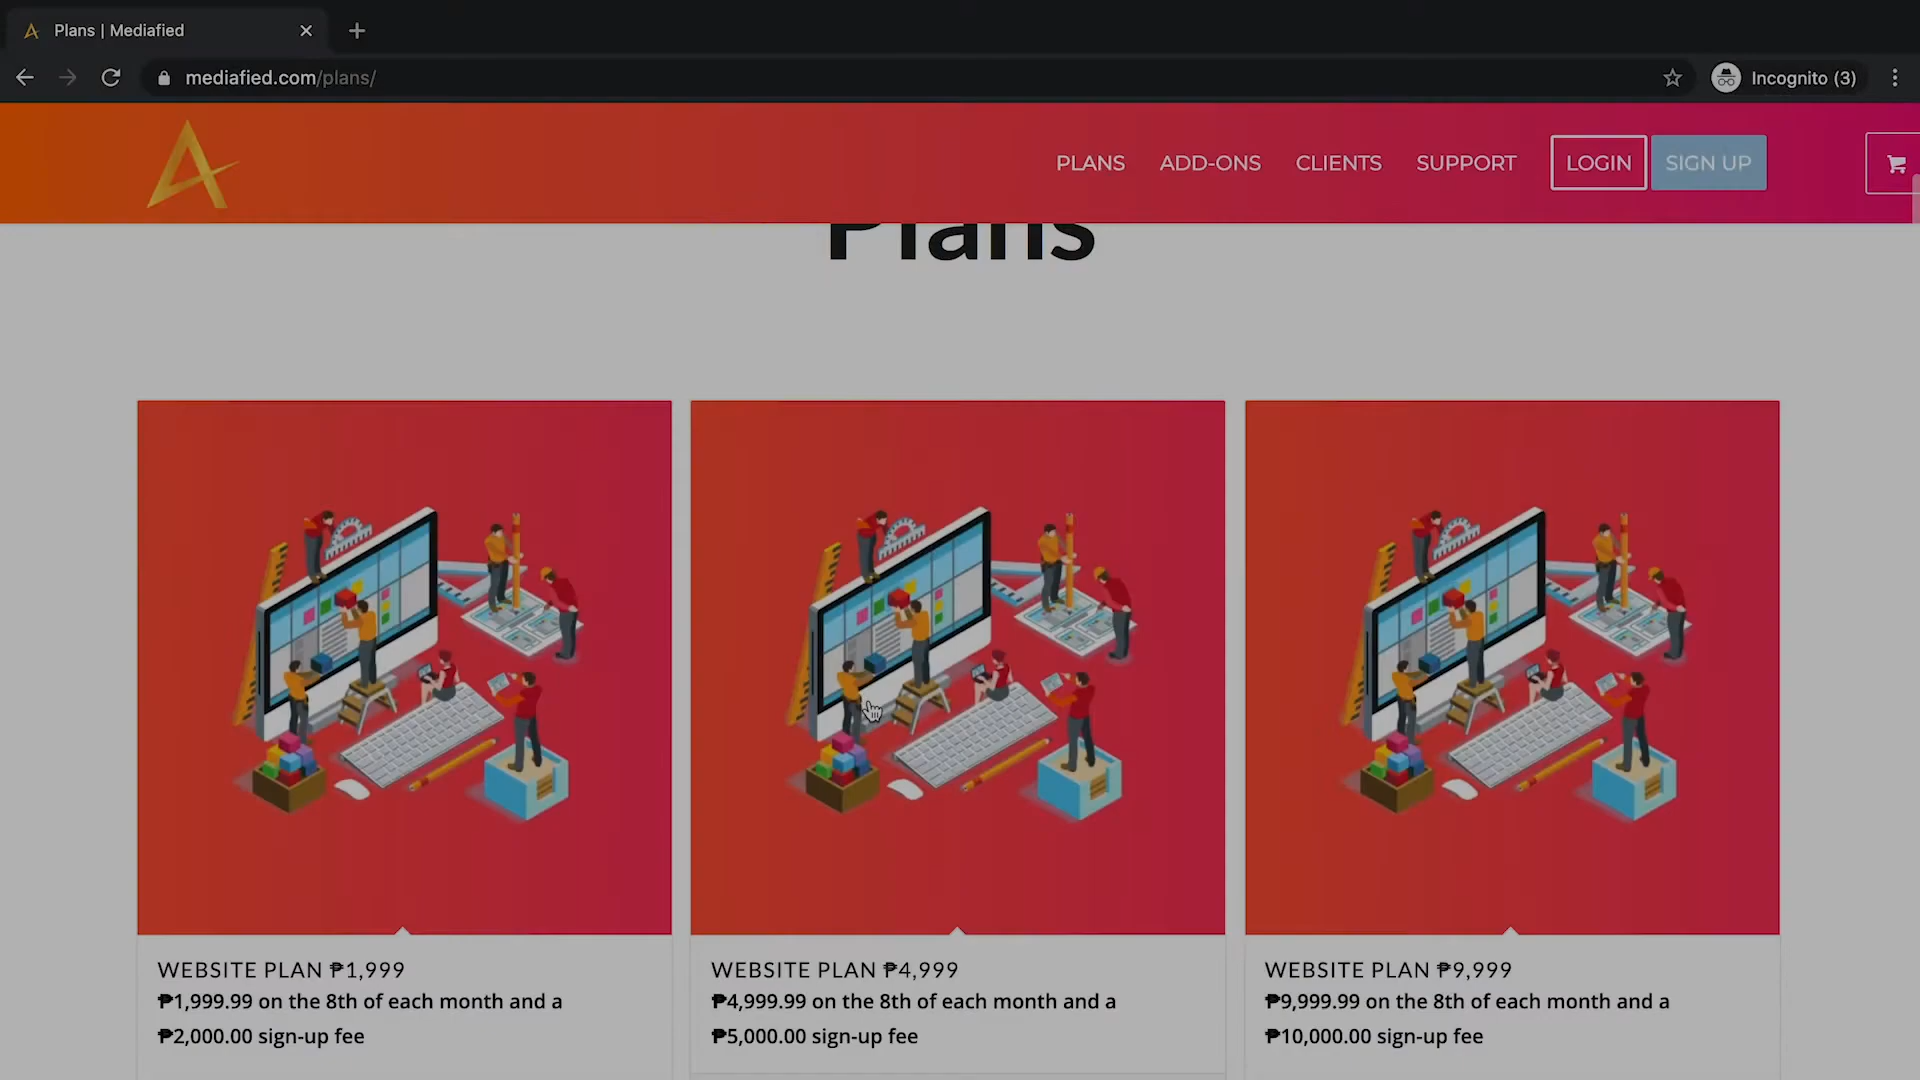 Plans | Mediafied
mediafied.com/plans/
Incognito (3)
PLANS ADD-ONS CLIENTS SUPPORT LOGIN SIGN UP
Plans
WEBSITE PLAN ₱1,999
₱1,999.99 on the 8th of each month and a
₱2,000.00 sign-up fee
WEBSITE PLAN ₱4,999
₱4,999.99 on the 8th of each month and a
₱5,000.00 sign-up fee
WEBSITE PLAN ₱9,999
₱9,999.99 on the 8th of each month and a
₱10,000.00 sign-up fee